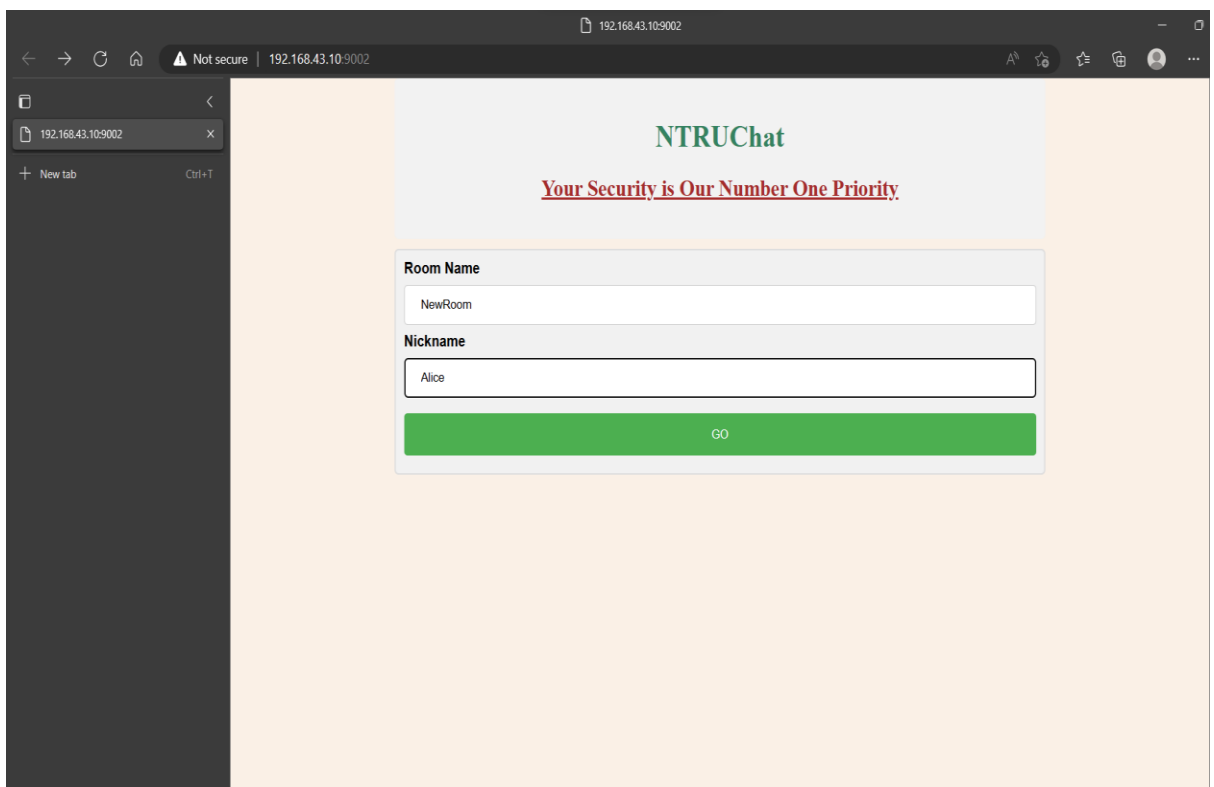 192.168.43.10:9002
Not secure | 192.168.43.10:9002
192.168.43.10:9002
New tab Ctrl+T
NTRUChat
Your Security is Our Number One Priority
Room Name
NewRoom
Nickname
Alice
GO